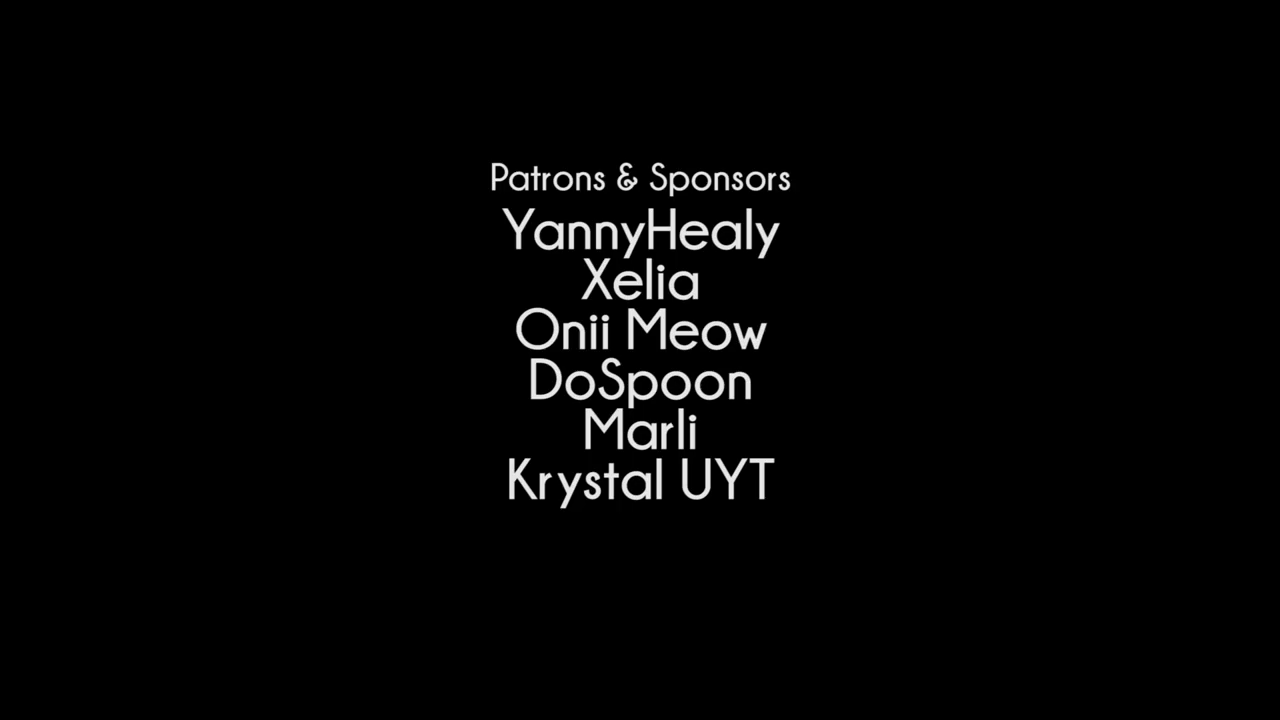 Patrons & Sponsors
YannyHealy
Xelia
Onii Meow
DoSpoon
Marli
Krystal UYT